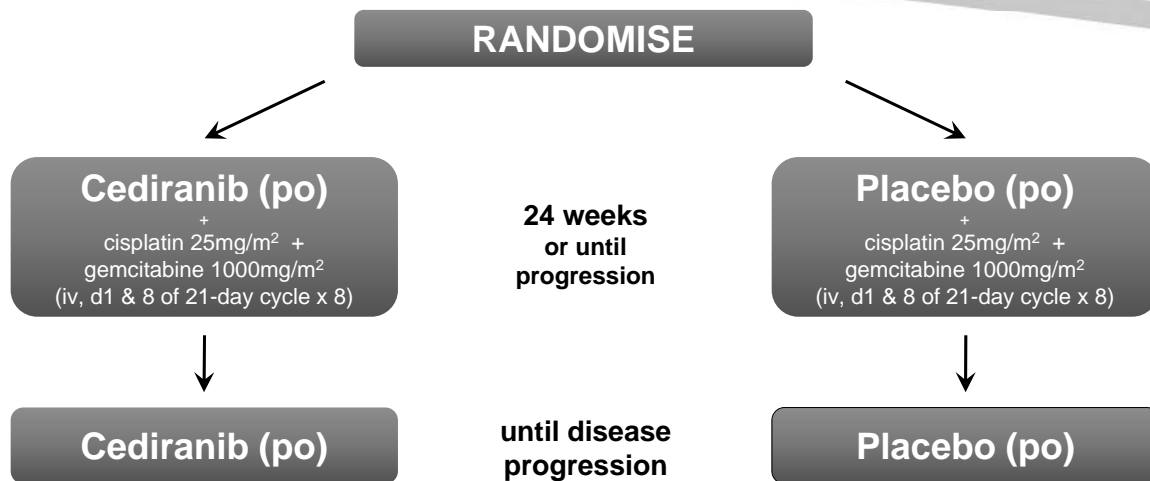 RANDOMISE
Cediranib (po)
+
cisplatin 25mg/m² +
gemcitabine 1000mg/m²
(iv, d1 & 8 of 21-day cycle x 8)
24 weeks
or until
progression
Placebo (po)
+
cisplatin 25mg/m² +
gemcitabine 1000mg/m²
(iv, d1 & 8 of 21-day cycle x 8)
Cediranib (po)
until disease
progression
Placebo (po)